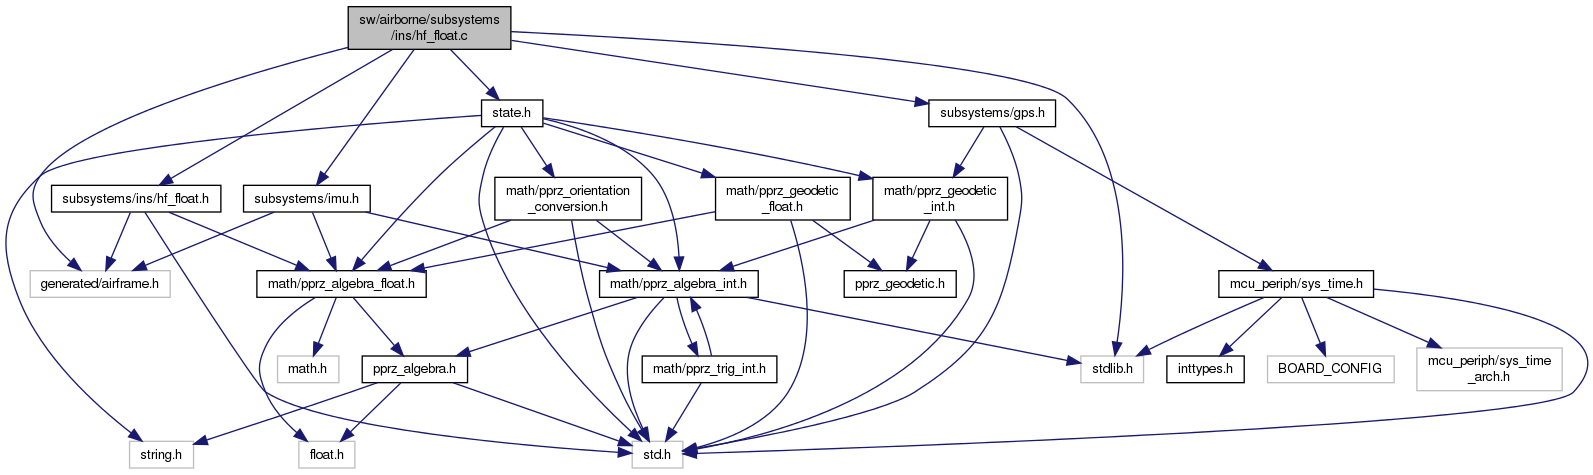 sw/airborne/subsystems
/ins/hf_float.c
state.h
subsystems/gps.h
subsystems/ins/hf_float.h
subsystems/imu.h
math/pprz_orientation
_conversion.h
math/pprz_geodetic
_float.h
math/pprz_geodetic
_int.h
generated/airframe.h
math/pprz_algebra_float.h
math/pprz_algebra_int.h
pprz_geodetic.h
mcu_periph/sys_time.h
math.h
pprz_algebra.h
math/pprz_trig_int.h
stdlib.h
inttypes.h
BOARD_CONFIG
mcu_periph/sys_time
_arch.h
string.h
float.h
std.h